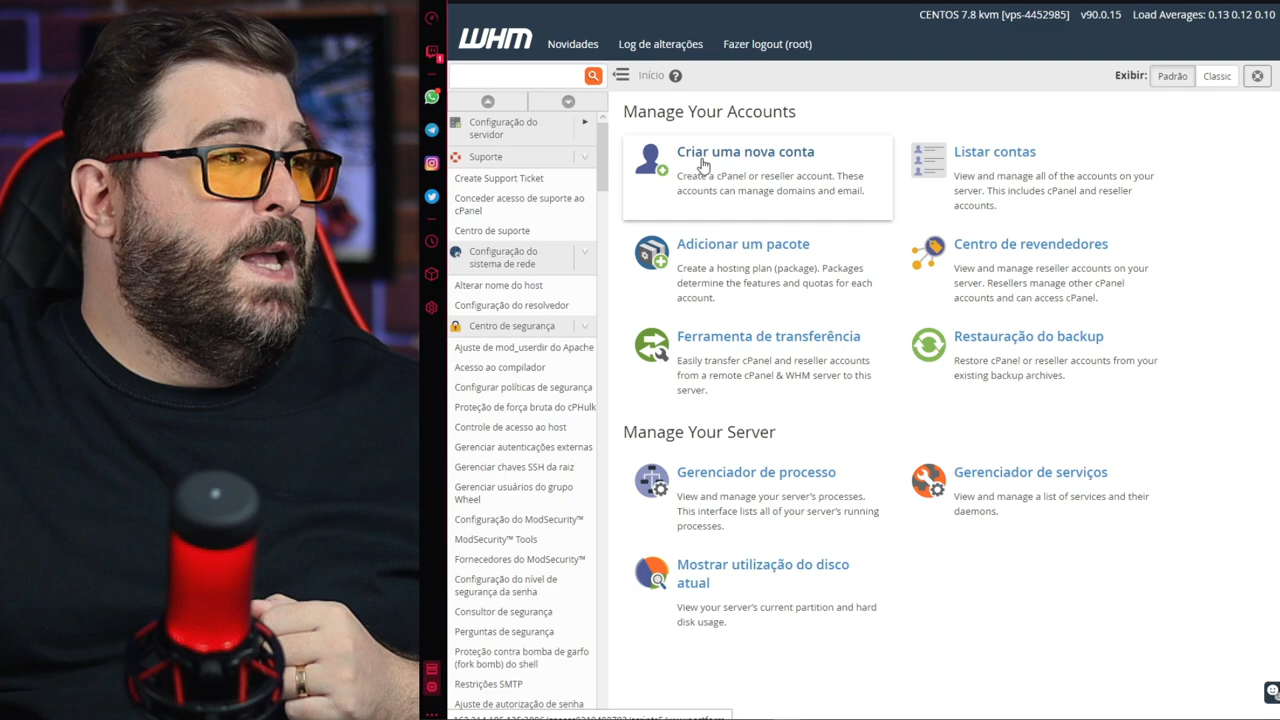 CENTOS 7.8 kvm [vps-4452985] v90.0.15 Load Averages: 0.13 0.12 0.10
WHM
Novidades Log de alterações Fazer logout (root)
Início
Exibir: Padrão Classic
1
Configuração do
servidor
Suporte
Create Support Ticket
Conceder acesso de suporte ao
cPanel
Centro de suporte
Configuração do
sistema de rede
Alterar nome do host
Configuração do resolvedor
Centro de segurança
Ajuste de mod_userdir do Apache
Acesso ao compilador
Configurar políticas de segurança
Proteção de força bruta do cPHulk
Controle de acesso ao host
Gerenciar autenticações externas
Gerenciar chaves SSH da raiz
Gerenciar usuários do grupo
Wheel
Configuração do ModSecurity™
ModSecurity™ Tools
Fornecedores do ModSecurity™
Configuração do nível de
segurança da senha
Consultor de segurança
Perguntas de segurança
Proteção contra bomba de garfo
(fork bomb) do shell
Restrições SMTP
Ajuste de autorização de senha
Manage Your Accounts
Criar uma nova conta
Create a cPanel or reseller account. These
accounts can manage domains and email.
Listar contas
View and manage all of the accounts on your
server. This includes cPanel and reseller
accounts.
Adicionar um pacote
Create a hosting plan (package). Packages
determine the features and quotas for each
account.
Centro de revendedores
View and manage reseller accounts on your
server. Resellers manage other cPanel
accounts and can access cPanel.
Ferramenta de transferência
Easily transfer cPanel and reseller accounts
from a remote cPanel & WHM server to this
server.
Restauração do backup
Restore cPanel or reseller accounts from your
existing backup archives.
Manage Your Server
Gerenciador de processo
View and manage your server's processes.
This interface lists all of your server's running
processes.
Gerenciador de serviços
View and manage a list of services and their
daemons.
Mostrar utilização do disco
atual
View your server's current partition and hard
disk usage.